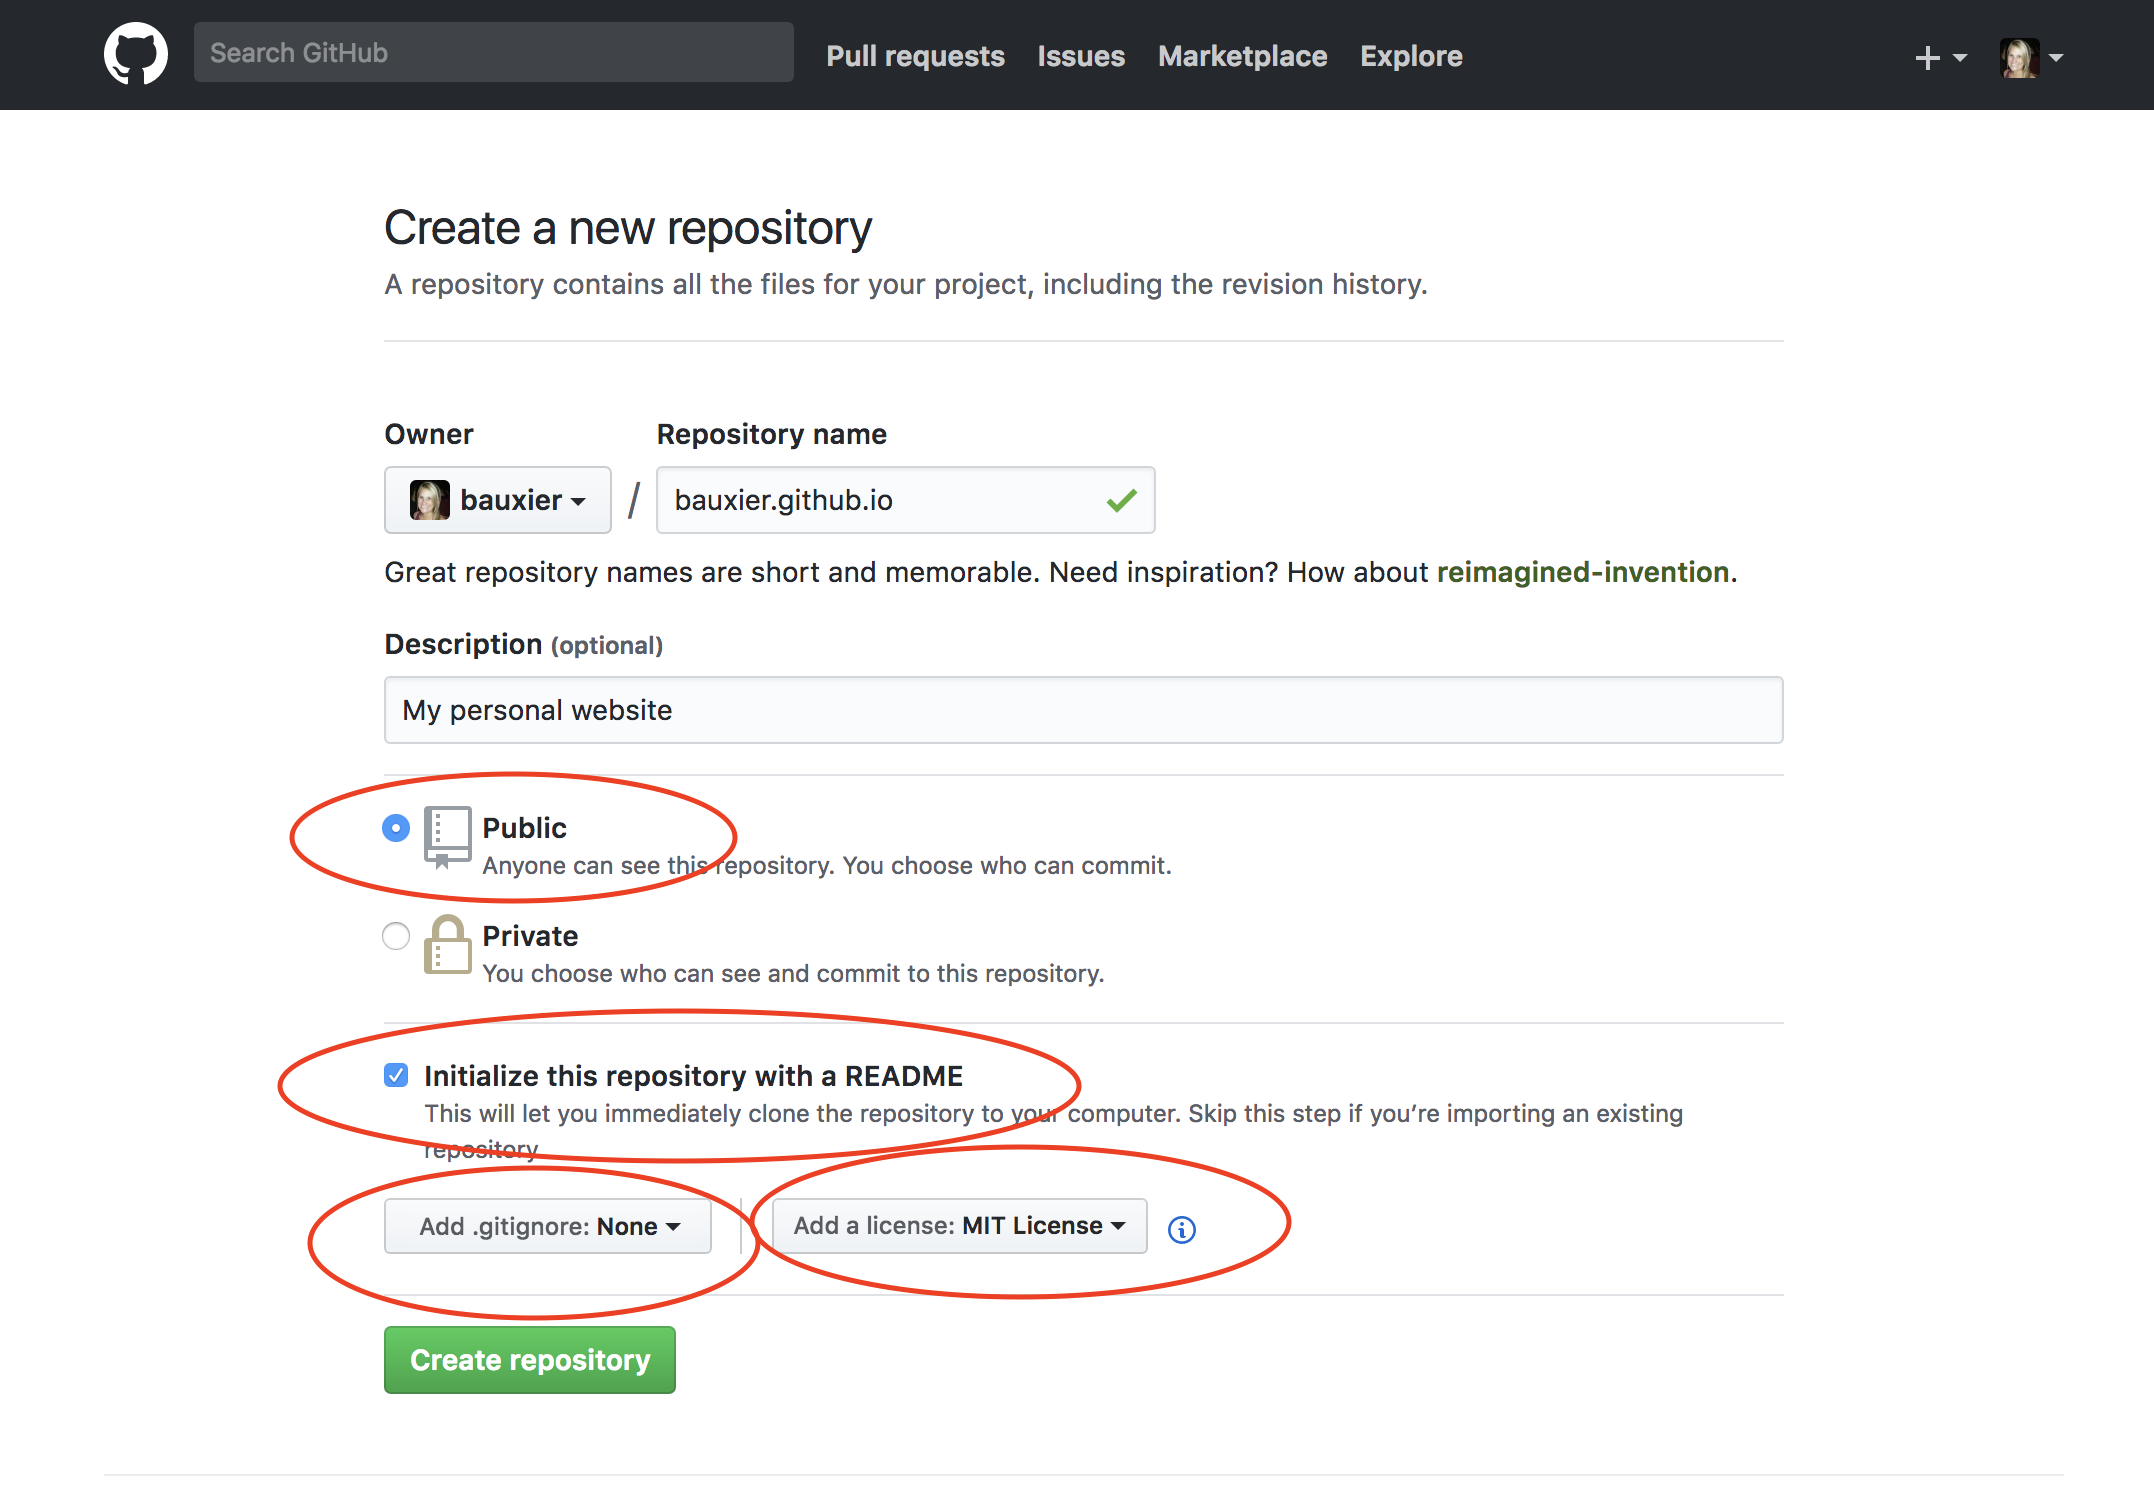 Search GitHub Pull requests Issues Marketplace Explore
Create a new repository
A repository contains all the files for your project, including the revision history.
Owner Repository name
bauxier / bauxier.github.io
Great repository names are short and memorable. Need inspiration? How about reimagined-invention.
Description (optional)
My personal website
Public
Anyone can see this repository. You choose who can commit.
Private
You choose who can see and commit to this repository.
Initialize this repository with a README
This will let you immediately clone the repository to your computer. Skip this step if you’re importing an existing
repository
Add .gitignore: None Add a license: MIT License
Create repository